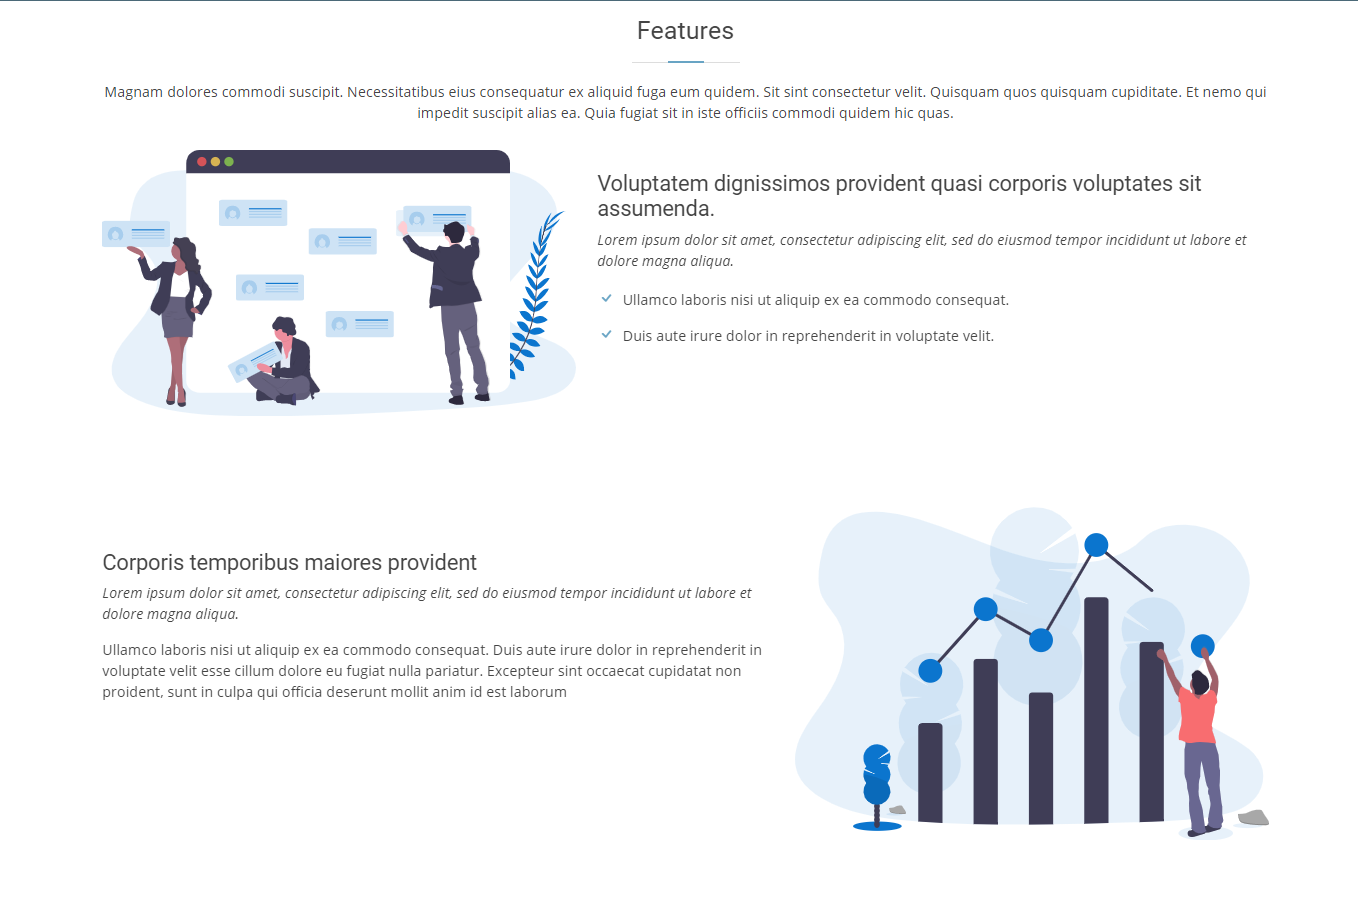 Features
Magnam dolores commodi suscipit. Necessitatibus eius consequatur ex aliquid fuga eum quidem. Sit sint consectetur velit. Quisquam quos quisquam cupiditate. Et nemo qui
impedit suscipit alias ea. Quia fugiat sit in iste officiis commodi quidem hic quas.
Voluptatem dignissimos provident quasi corporis voluptates sit
assumenda.
Lorem ipsum dolor sit amet, consectetur adipiscing elit, sed do eiusmod tempor incididunt ut labore et
dolore magna aliqua.
Ullamco laboris nisi ut aliquip ex ea commodo consequat.
Duis aute irure dolor in reprehenderit in voluptate velit.
Corporis temporibus maiores provident
Lorem ipsum dolor sit amet, consectetur adipiscing elit, sed do eiusmod tempor incididunt ut labore et
dolore magna aliqua.
Ullamco laboris nisi ut aliquip ex ea commodo consequat. Duis aute irure dolor in reprehenderit in
voluptate velit esse cillum dolore eu fugiat nulla pariatur. Excepteur sint occaecat cupidatat non
proident, sunt in culpa qui officia deserunt mollit anim id est laborum